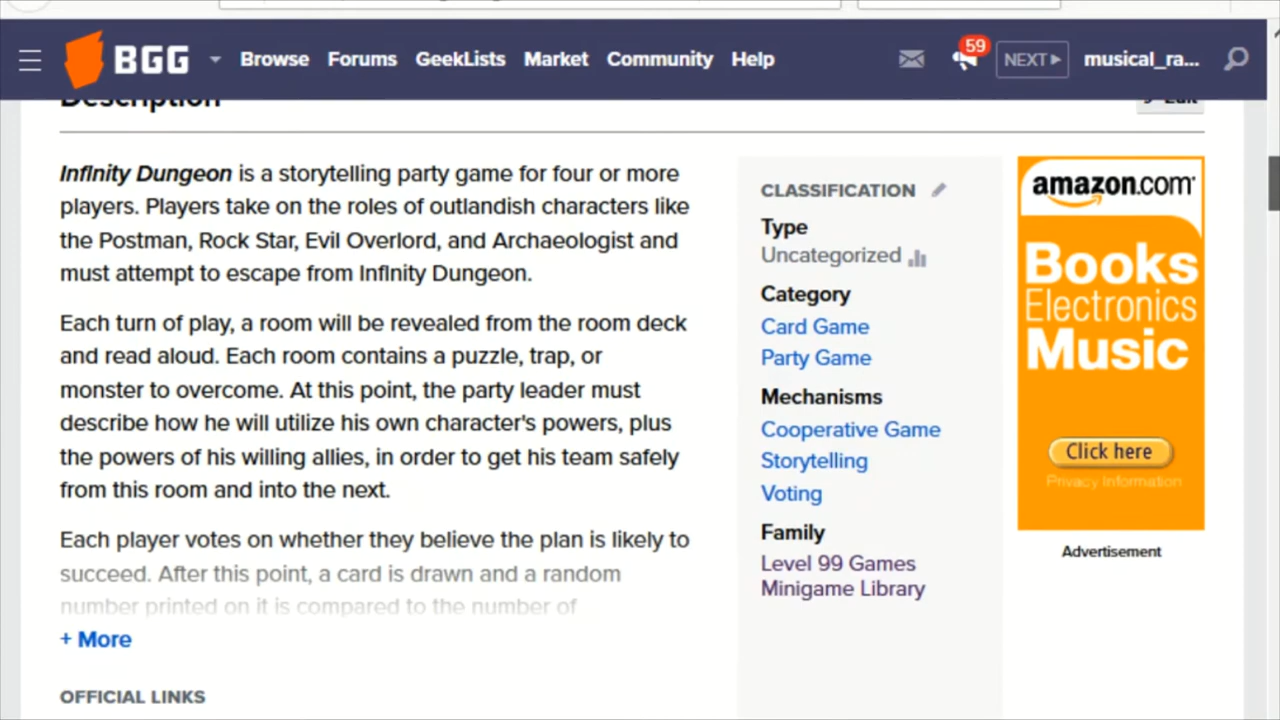 BGG Browse Forums GeekLists Market Community Help 59 NEXT musical_ra...
Description
Edit
InfInity Dungeon is a storytelling party game for four or more
players. Players take on the roles of outlandish characters like
the Postman, Rock Star, Evil Overlord, and Archaeologist and
must attempt to escape from InfInity Dungeon.
Each turn of play, a room will be revealed from the room deck
and read aloud. Each room contains a puzzle, trap, or
monster to overcome. At this point, the party leader must
describe how he will utilize his own character's powers, plus
the powers of his willing allies, in order to get his team safely
from this room and into the next.
Each player votes on whether they believe the plan is likely to
succeed. After this point, a card is drawn and a random
number printed on it is compared to the number of
+ More
OFFICIAL LINKS
CLASSIFICATION
Type
Uncategorized
Category
Card Game
Party Game
Mechanisms
Cooperative Game
Storytelling
Voting
Family
Level 99 Games
Minigame Library
amazon.com
Books
Electronics
Music
Click here
Privacy Information
Advertisement